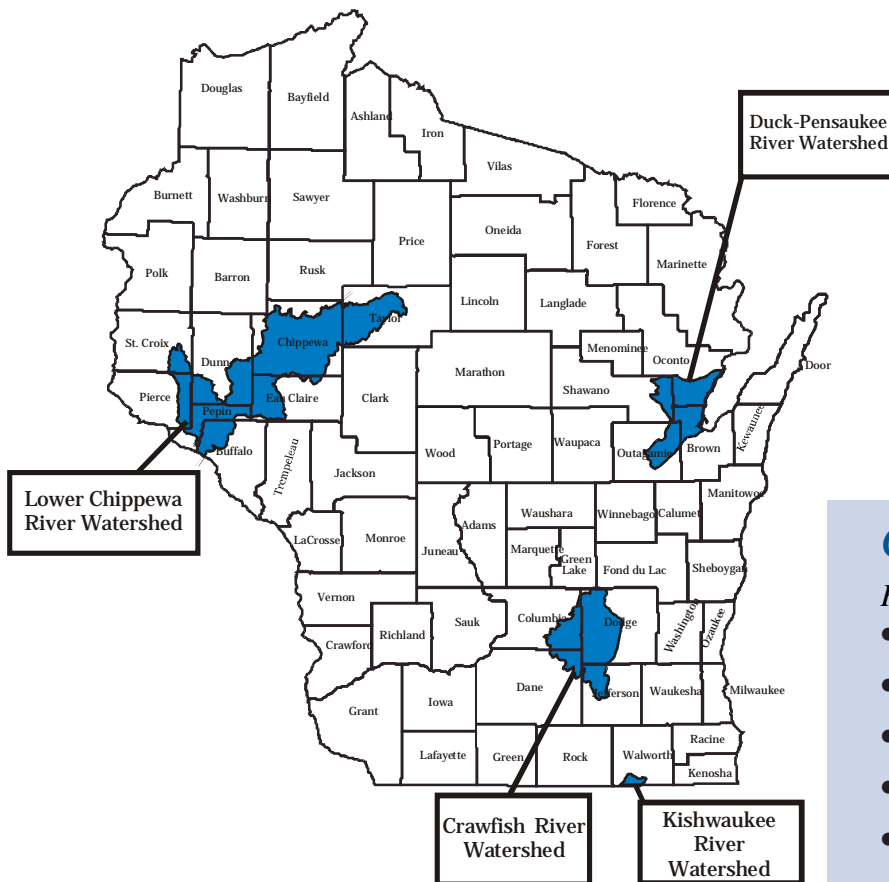 Douglas
Bayfield
Ashland
Iron
Vilas
Duck-Pensaukee
River Watershed
Burnett
Washburn
Sawyer
Price
Oneida
Forest
Florence
Marinette
Polk
Barron
Rusk
Lincoln
Langlade
Taylor
St. Croix
Dunn
Chippewa
Menominee
Oconto
Door
Pierce
Pepin
Eau Claire
Clark
Marathon
Shawano
Buffalo
Trempeleau
Jackson
Wood
Portage
Waupaca
Outagamie
Brown
Kewaunee
Lower Chippewa
River Watershed
LaCrosse
Monroe
Juneau
Adams
Waushara
Winnebago
Calumet
Manitowoc
Marquette
Green
Lake
Fond du Lac
Sheboygan
Vernon
Crawford
Richland
Sauk
Columbia
Dodge
Washington
Ozaukee
Grant
Iowa
Dane
Jefferson
Waukesha
Milwaukee
Lafayette
Green
Rock
Walworth
Racine
Kenosha
Crawfish River
Watershed
Kishwaukee
River
Watershed